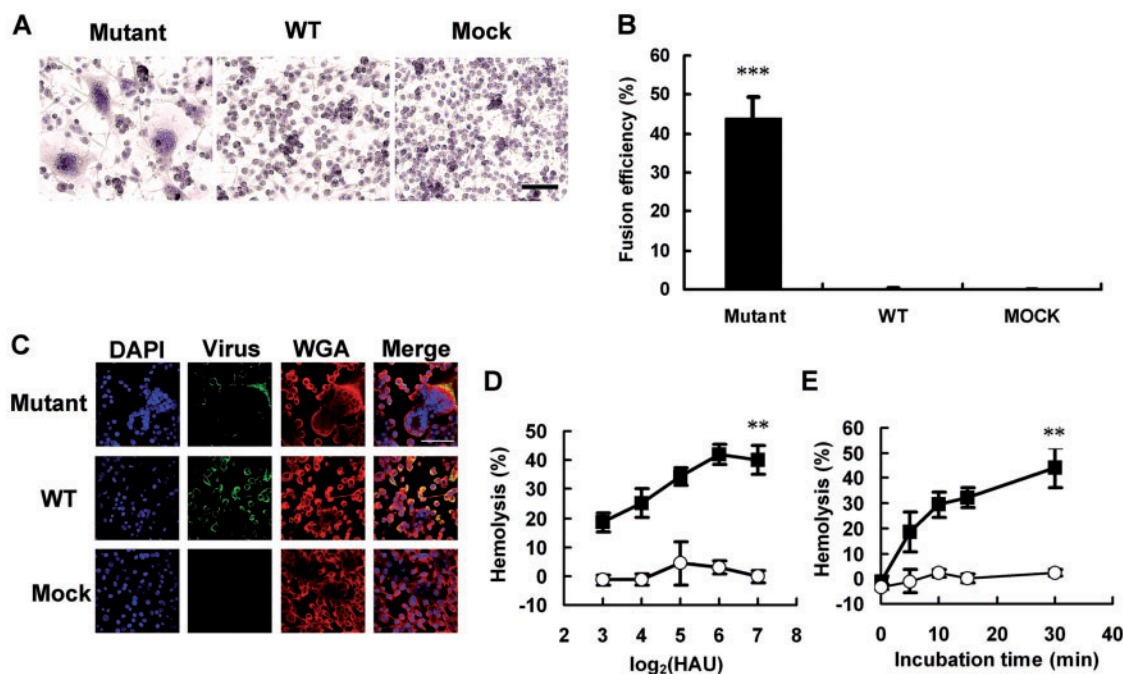 A
Mutant WT Mock
B
Fusion efficiency (%)
60
50
40
30
20
10
0
***
Mutant WT MOCK
C
DAPI Virus WGA Merge
Mutant
WT
Mock
D
Hemolysis (%)
50
40
30
20
10
0
-10
**
2 3 4 5 6 7 8
log₂(HAU)
E
Hemolysis (%)
60
50
40
30
20
10
0
-10
**
0 10 20 30 40
Incubation time (min)